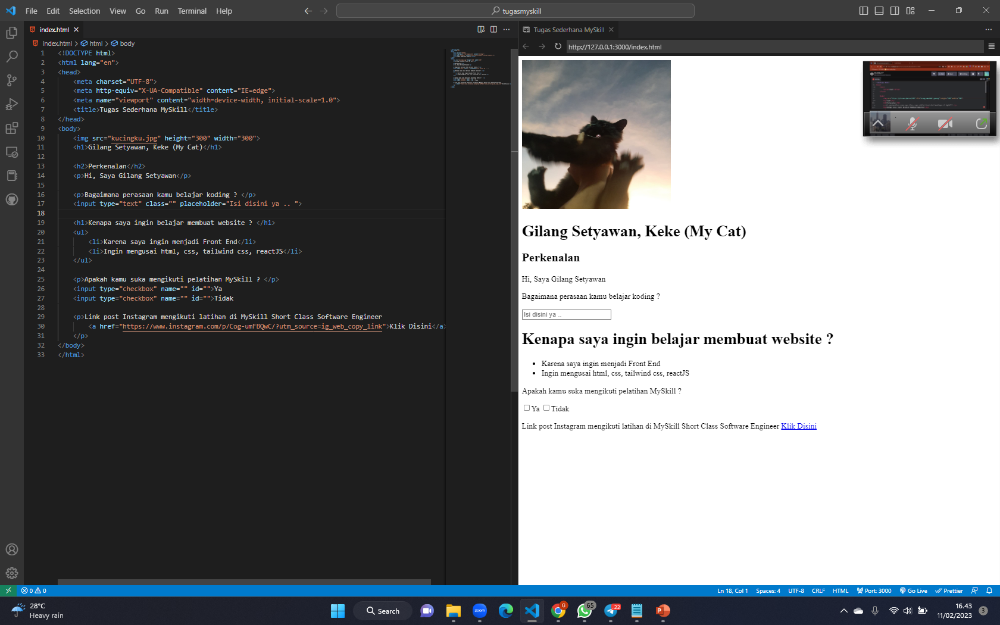 File Edit Selection View Go Run Terminal Help
tugasmyskill
index.html
index.html > html > body
1 <!DOCTYPE html>
2 <html lang="en">
3 <head>
4 <meta charset="UTF-8">
5 <meta http-equiv="X-UA-Compatible" content="IE=edge">
6 <meta name="viewport" content="width=device-width, initial-scale=1.0">
7 <title>Tugas Sederhana MySkill</title>
8 </head>
9 <body>
10 <img src="kucingku.jpg" height="300" width="300">
11 <h1>Gilang Setyawan, Keke (My Cat)</h1>
12
13 <h2>Perkenalan</h2>
14 <p>Hi, Saya Gilang Setyawan</p>
15
16 <p>Bagaimana perasaan kamu belajar koding ? </p>
17 <input type="text" class="" placeholder="Isi disini ya .. ">
18
19 <h1>Kenapa saya ingin belajar membuat website ? </h1>
20 <ul>
21 <li>Karena saya ingin menjadi Front End</li>
22 <li>Ingin mengusai html, css, tailwind css, reactJS</li>
23 </ul>
24
25 <p>Apakah kamu suka mengikuti pelatihan MySkill ? </p>
26 <input type="checkbox" name="" id="">Ya
27 <input type="checkbox" name="" id="">Tidak
28
29 <p>Link post Instagram mengikuti latihan di MySkill Short Class Software Engineer
30 <a href="https://www.instagram.com/p/Cog-umFBQwC/?utm_source=ig_web_copy_link">Klik Disini</a>
31 </p>
32 </body>
33 </html>
Tugas Sederhana MySkill
http://127.0.0.1:3000/index.html
Gilang Setyawan, Keke (My Cat)
Perkenalan
Hi, Saya Gilang Setyawan
Bagaimana perasaan kamu belajar koding ?
Isi disini ya ..
Kenapa saya ingin belajar membuat website ?
Karena saya ingin menjadi Front End
Ingin mengusai html, css, tailwind css, reactJS
Apakah kamu suka mengikuti pelatihan MySkill ?
Ya Tidak
Link post Instagram mengikuti latihan di MySkill Short Class Software Engineer Klik Disini
0 0
Ln 18, Col 1 Spaces: 4 UTF-8 CRLF HTML Port: 3000 Go Live Prettier
28°C
Heavy rain
Search
zoom
G
65
22
16.43
11/02/2023
3